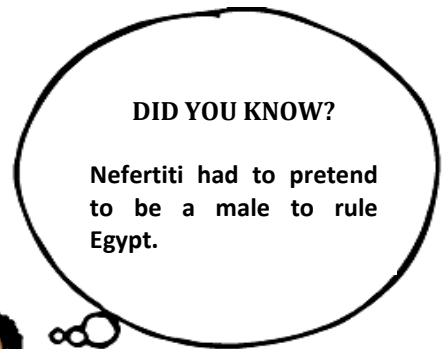 DID YOU KNOW?
Nefertiti had to pretend
to be a male to rule
Egypt.